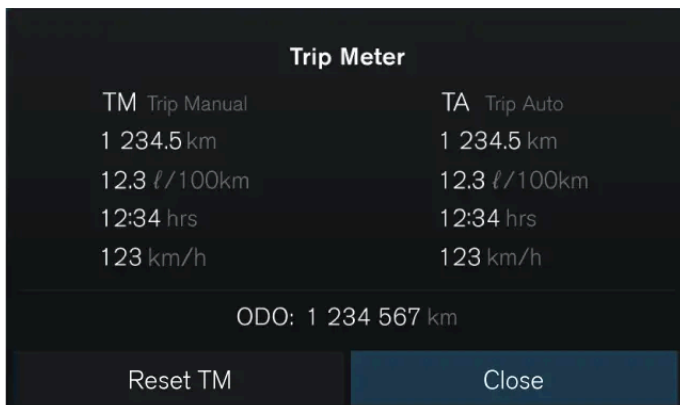 Trip Meter
TM Trip Manual
1 234.5 km
12.3 ℓ/100km
12:34 hrs
123 km/h
TA Trip Auto
1 234.5 km
12.3 ℓ/100km
12:34 hrs
123 km/h
ODO: 1 234 567 km
Reset TM
Close